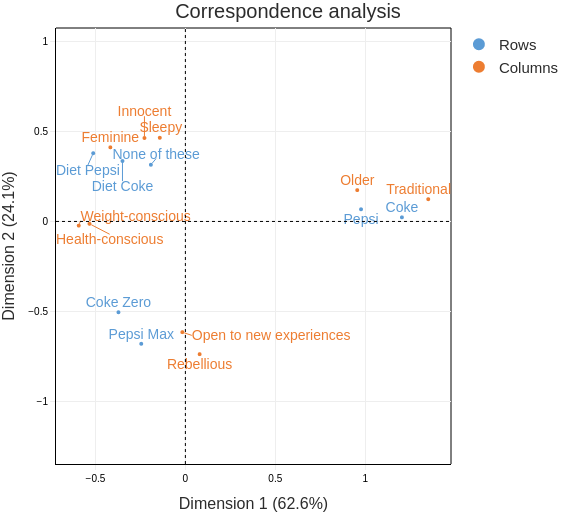 Correspondence analysis
Rows
Columns
1
0.5
0
−0.5
−1
Dimension 2 (24.1%)
Innocent
Sleepy
Feminine
None of these
Diet Pepsi
Diet Coke
Older
Traditional
Coke
Pepsi
Weight-conscious
Health-conscious
Coke Zero
Pepsi Max
Open to new experiences
Rebellious
−0.5
0
0.5
1
Dimension 1 (62.6%)